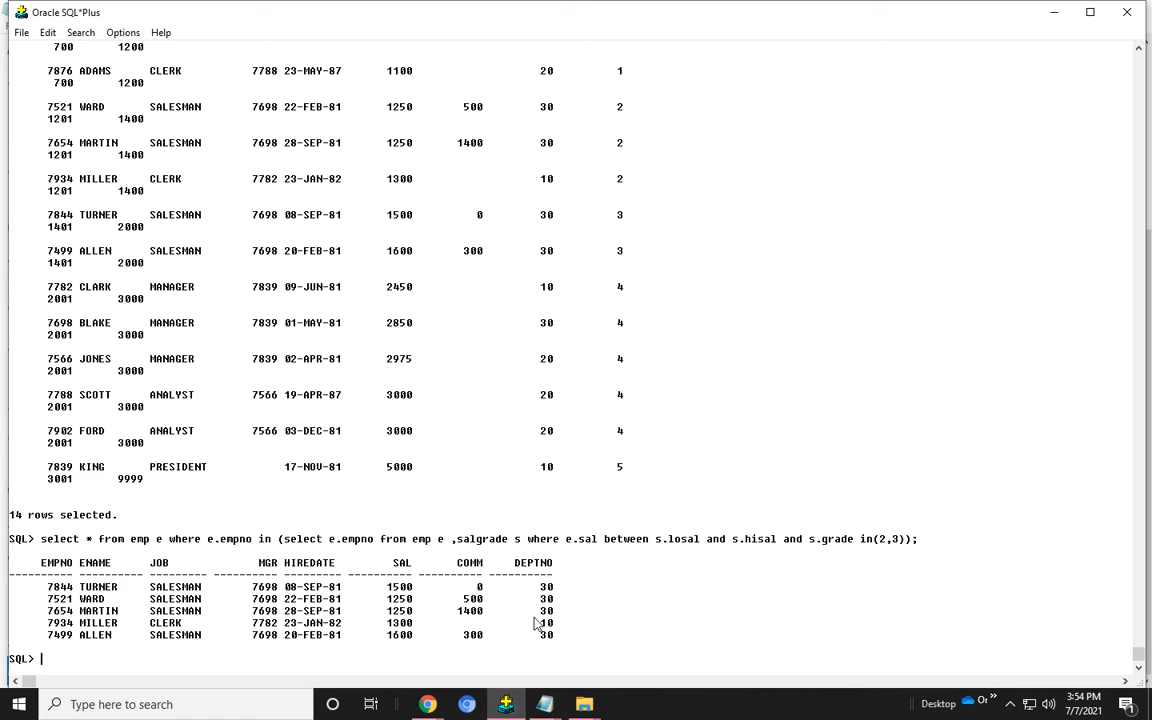 Oracle SQL*Plus
File Edit Search Options Help
700 1200
7876 ADAMS CLERK 7788 23-MAY-87 1100 20 1
700 1200
7521 WARD SALESMAN 7698 22-FEB-81 1250 500 30 2
1201 1400
7654 MARTIN SALESMAN 7698 28-SEP-81 1250 1400 30 2
1201 1400
7934 MILLER CLERK 7782 23-JAN-82 1300 10 2
1201 1400
7844 TURNER SALESMAN 7698 08-SEP-81 1500 0 30 3
1401 2000
7499 ALLEN SALESMAN 7698 20-FEB-81 1600 300 30 3
1401 2000
7782 CLARK MANAGER 7839 09-JUN-81 2450 10 4
2001 3000
7698 BLAKE MANAGER 7839 01-MAY-81 2850 30 4
2001 3000
7566 JONES MANAGER 7839 02-APR-81 2975 20 4
2001 3000
7788 SCOTT ANALYST 7566 19-APR-87 3000 20 4
2001 3000
7902 FORD ANALYST 7566 03-DEC-81 3000 20 4
2001 3000
7839 KING PRESIDENT 17-NOV-81 5000 10 5
3001 9999
14 rows selected.
SQL> select * from emp e where e.empno in (select e.empno from emp e ,salgrade s where e.sal between s.losal and s.hisal and s.grade in(2,3));
EMPNO ENAME JOB MGR HIREDATE SAL COMM DEPTNO
---------- ---------- --------- ---------- --------- ---------- ---------- ----------
7844 TURNER SALESMAN 7698 08-SEP-81 1500 0 30
7521 WARD SALESMAN 7698 22-FEB-81 1250 500 30
7654 MARTIN SALESMAN 7698 28-SEP-81 1250 1400 30
7934 MILLER CLERK 7782 23-JAN-82 1300 10
7499 ALLEN SALESMAN 7698 20-FEB-81 1600 300 30
SQL>
Type here to search
Desktop
Or
3:54 PM
7/7/2021
1